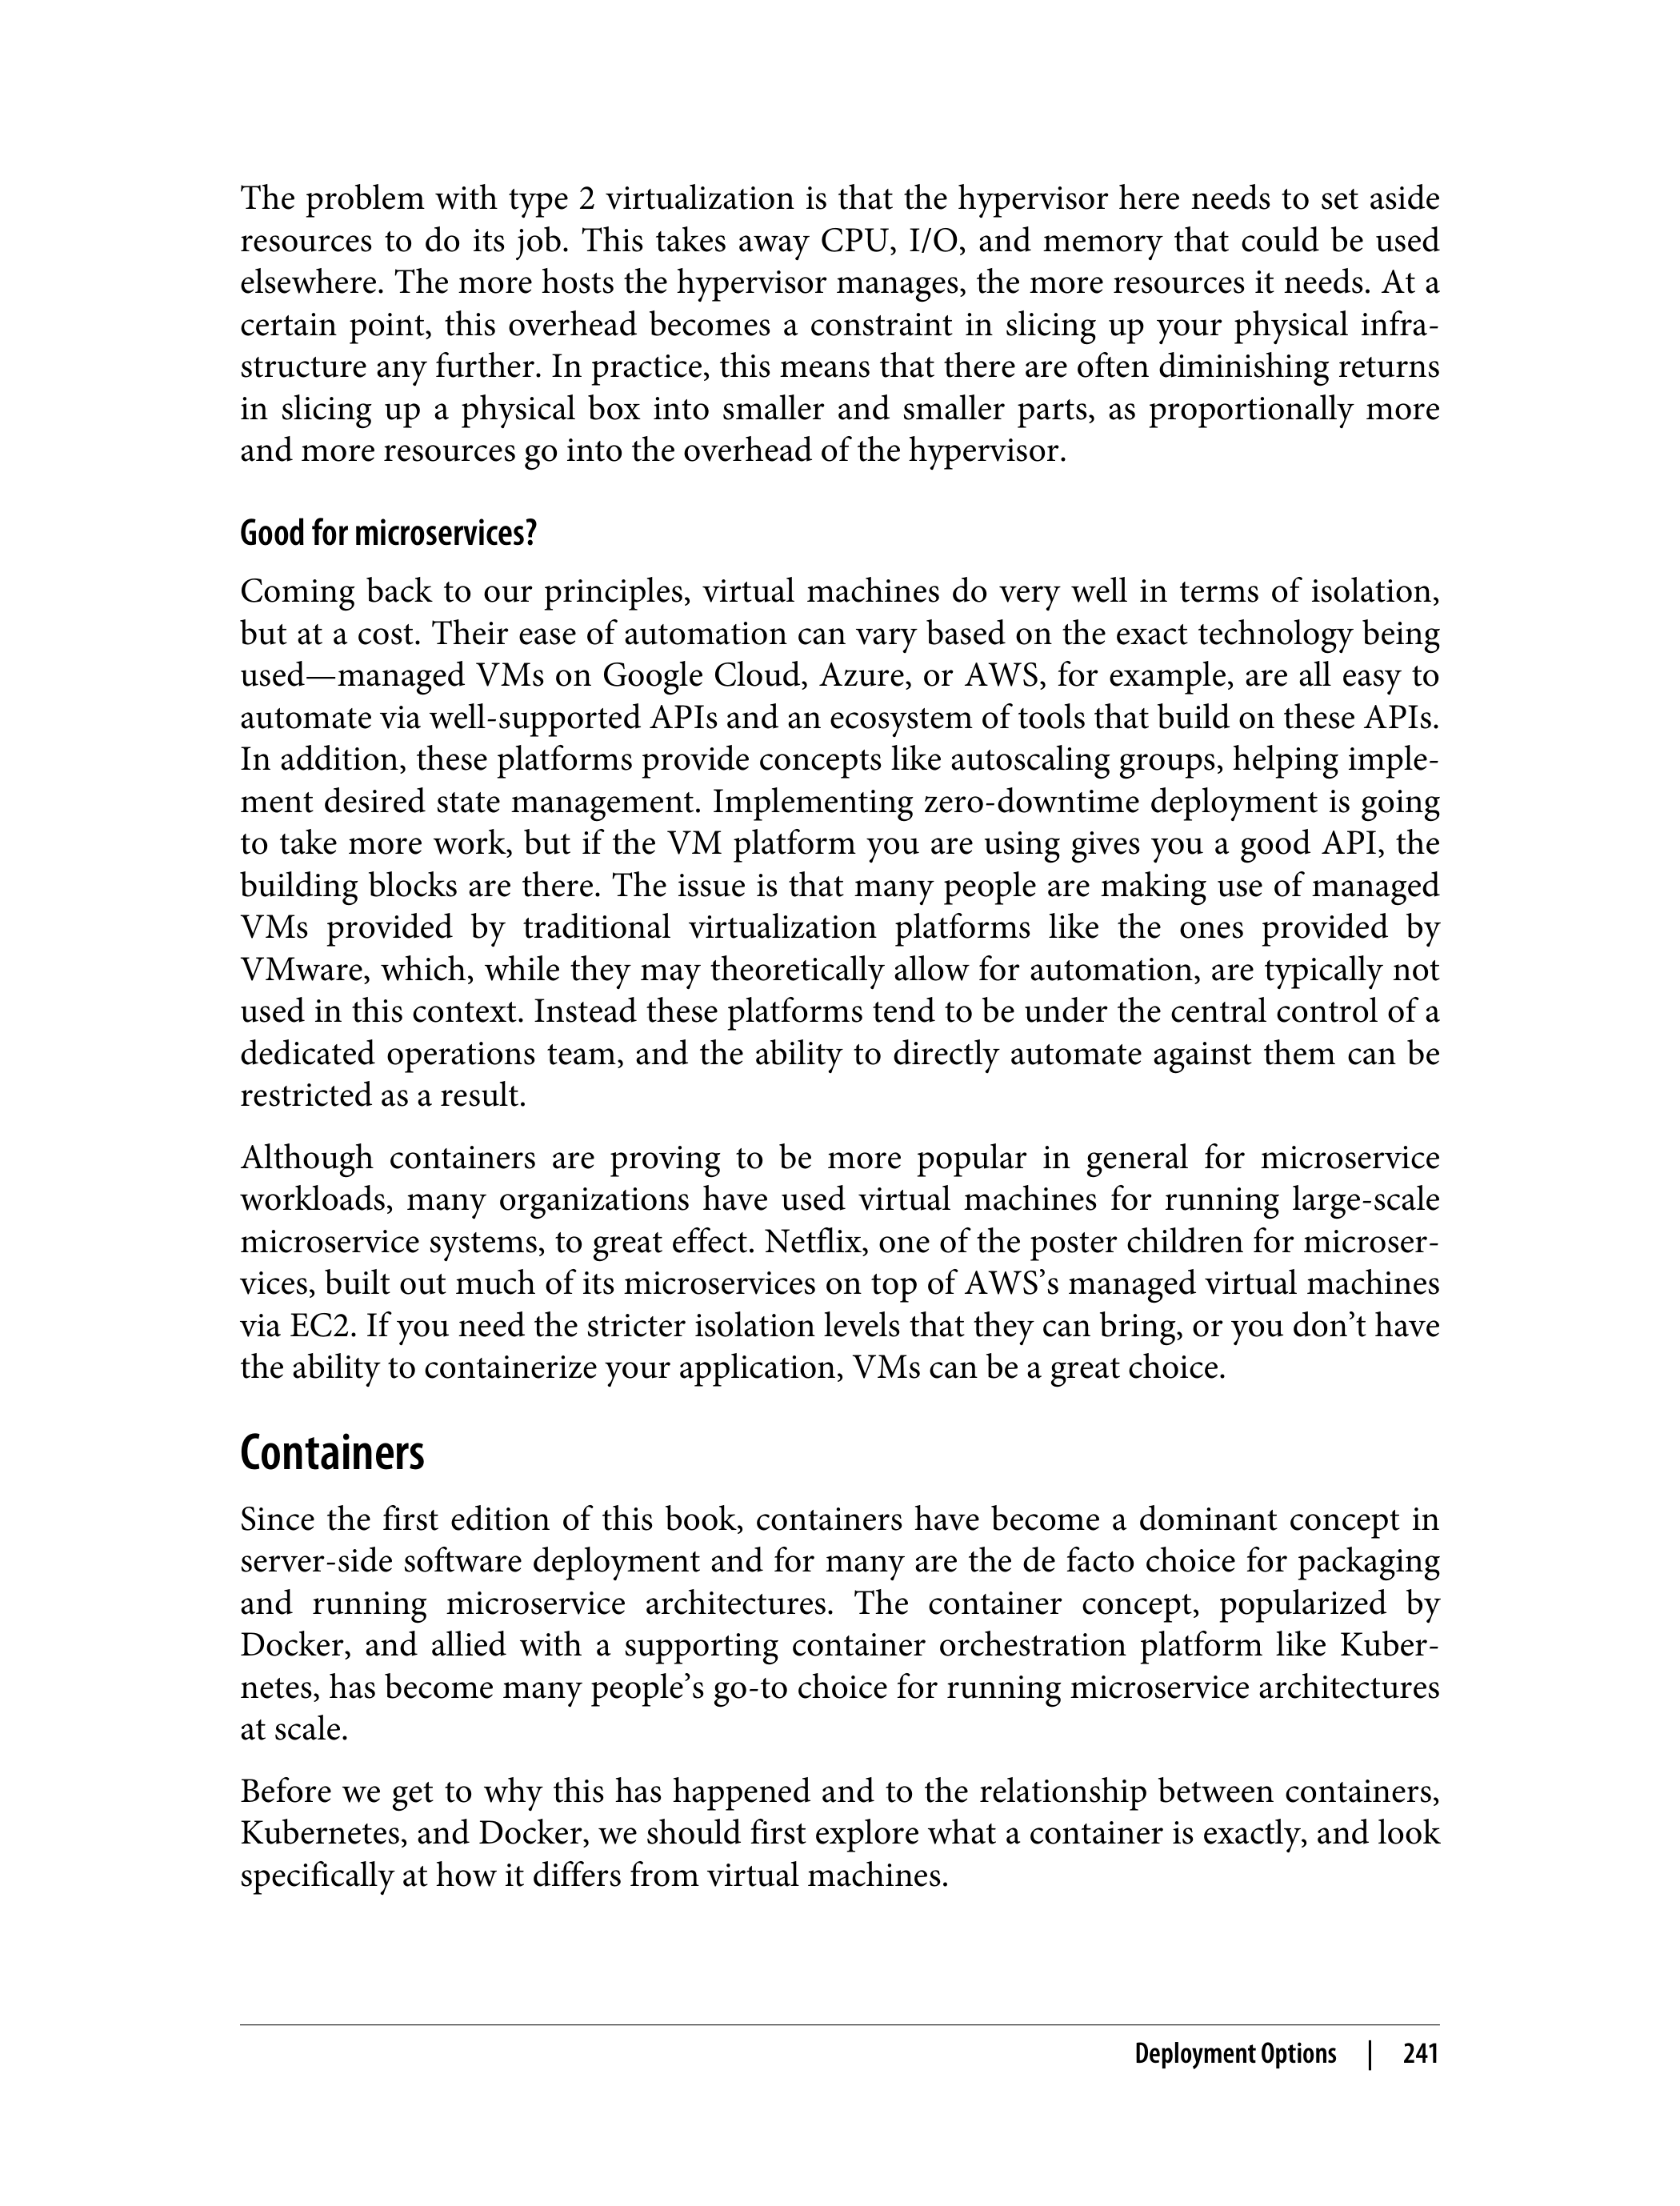 The problem with type 2 virtualization is that the hypervisor here needs to set aside
resources to do its job. This takes away CPU, I/O, and memory that could be used
elsewhere. The more hosts the hypervisor manages, the more resources it needs. At a
certain point, this overhead becomes a constraint in slicing up your physical infra-
structure any further. In practice, this means that there are often diminishing returns
in slicing up a physical box into smaller and smaller parts, as proportionally more
and more resources go into the overhead of the hypervisor.
Good for microservices?
Coming back to our principles, virtual machines do very well in terms of isolation,
but at a cost. Their ease of automation can vary based on the exact technology being
used—managed VMs on Google Cloud, Azure, or AWS, for example, are all easy to
automate via well-supported APIs and an ecosystem of tools that build on these APIs.
In addition, these platforms provide concepts like autoscaling groups, helping imple-
ment desired state management. Implementing zero-downtime deployment is going
to take more work, but if the VM platform you are using gives you a good API, the
building blocks are there. The issue is that many people are making use of managed
VMs provided by traditional virtualization platforms like the ones provided by
VMware, which, while they may theoretically allow for automation, are typically not
used in this context. Instead these platforms tend to be under the central control of a
dedicated operations team, and the ability to directly automate against them can be
restricted as a result.
Although containers are proving to be more popular in general for microservice
workloads, many organizations have used virtual machines for running large-scale
microservice systems, to great effect. Netflix, one of the poster children for microser-
vices, built out much of its microservices on top of AWS’s managed virtual machines
via EC2. If you need the stricter isolation levels that they can bring, or you don’t have
the ability to containerize your application, VMs can be a great choice.
Containers
Since the first edition of this book, containers have become a dominant concept in
server-side software deployment and for many are the de facto choice for packaging
and running microservice architectures. The container concept, popularized by
Docker, and allied with a supporting container orchestration platform like Kuber-
netes, has become many people’s go-to choice for running microservice architectures
at scale.
Before we get to why this has happened and to the relationship between containers,
Kubernetes, and Docker, we should first explore what a container is exactly, and look
specifically at how it differs from virtual machines.
Deployment Options | 241